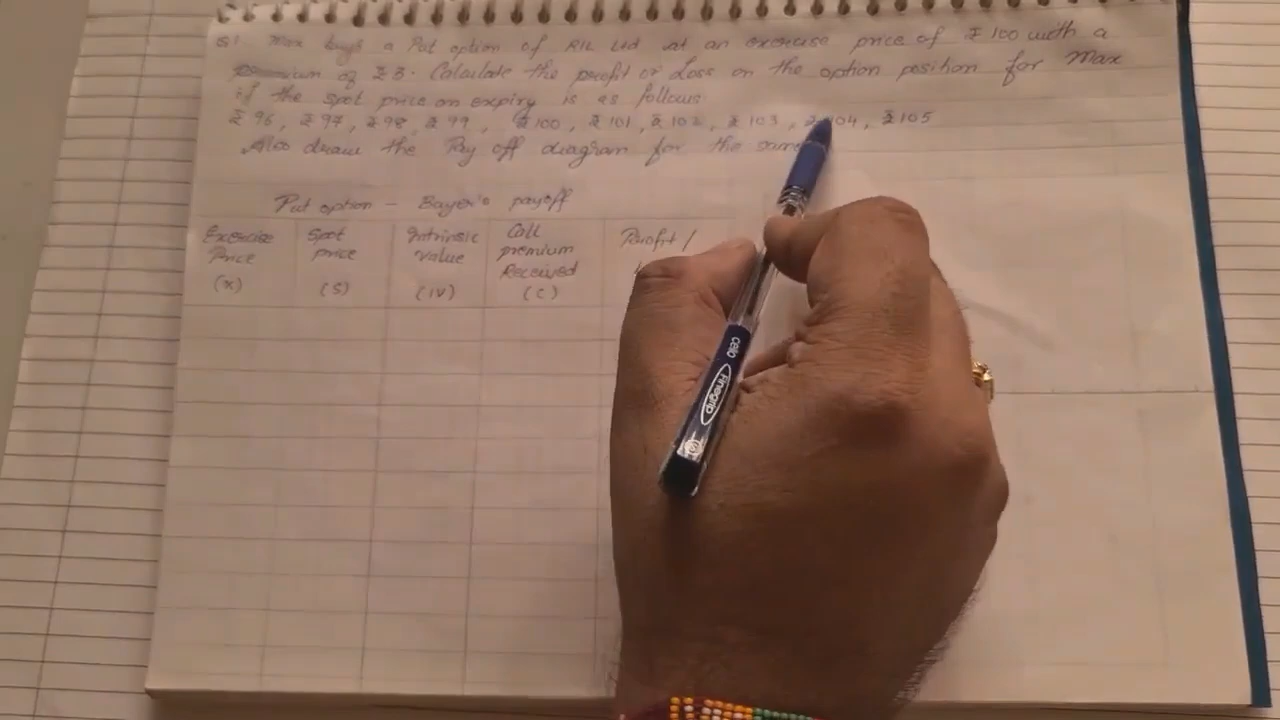 Q1 Max buys a Put option of RIL Ltd at an exercise price of ₹ 100 with a
Premium of ₹ 3. Calculate the profit or Loss on the option position for Max
if the spot price on expiry is as follows
₹ 96, ₹ 97, ₹ 98, ₹ 99, ₹ 100, ₹ 101, ₹ 102, ₹ 103, ₹ 104, ₹ 105
Also draw the Pay off diagram for the same
Put option - Buyer's payoff
Exercise Price (X)
Spot price (S)
Intrinsic value (IV)
Call premium Received (C)
Profit /
cello Finegrip